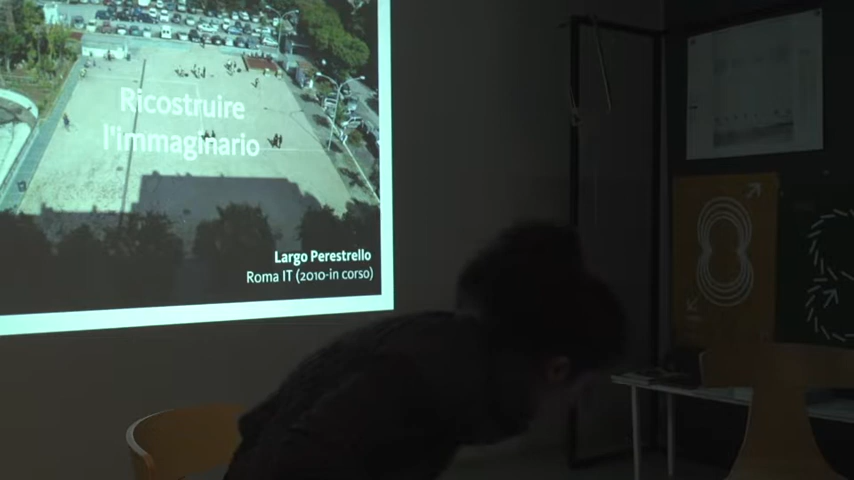 Ricostruire
l'immaginario
Largo Perestrello
Roma IT (2010-in corso)